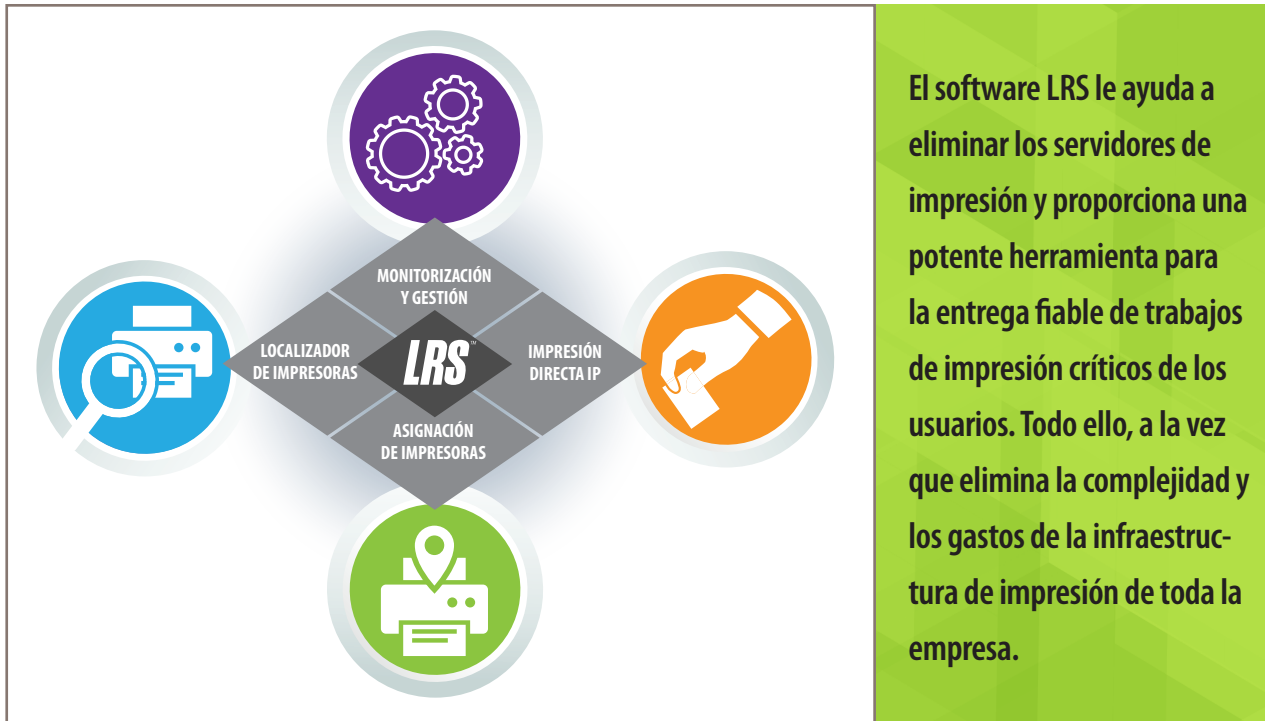 MONITORIZACIÓN
Y GESTIÓN
LOCALIZADOR
DE IMPRESORAS
LRS™
IMPRESIÓN
DIRECTA IP
ASIGNACIÓN
DE IMPRESORAS
El software LRS le ayuda a
eliminar los servidores de
impresión y proporciona una
potente herramienta para
la entrega fiable de trabajos
de impresión críticos de los
usuarios. Todo ello, a la vez
que elimina la complejidad y
los gastos de la infraestruc-
tura de impresión de toda la
empresa.